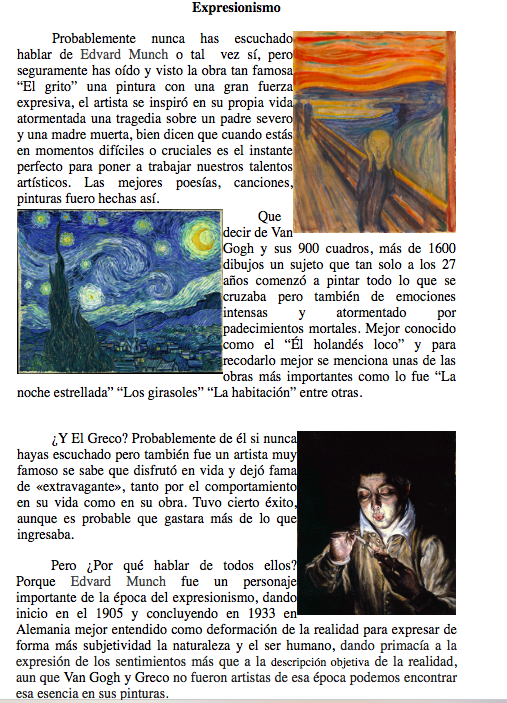 Expresionismo
Probablemente nunca has escuchado
hablar de Edvard Munch o tal vez sí, pero
seguramente has oído y visto la obra tan famosa
“El grito” una pintura con una gran fuerza
expresiva, el artista se inspiró en su propia vida
atormentada una tragedia sobre un padre severo
y una madre muerta, bien dicen que cuando estás
en momentos difíciles o cruciales es el instante
perfecto para poner a trabajar nuestros talentos
artísticos. Las mejores poesías, canciones,
pinturas fuero hechas así.
Que
decir de Van
Gogh y sus 900 cuadros, más de 1600
dibujos un sujeto que tan solo a los 27
años comenzó a pintar todo lo que se
cruzaba pero también de emociones
intensas y atormentado por
padecimientos mortales. Mejor conocido
como el “Él holandés loco” y para
recodarlo mejor se menciona unas de las
obras más importantes como lo fue “La
noche estrellada” “Los girasoles” “La habitación” entre otras.
¿Y El Greco? Probablemente de él si nunca
hayas escuchado pero también fue un artista muy
famoso se sabe que disfrutó en vida y dejó fama
de «extravagante», tanto por el comportamiento
en su vida como en su obra. Tuvo cierto éxito,
aunque es probable que gastara más de lo que
ingresaba.
Pero ¿Por qué hablar de todos ellos?
Porque Edvard Munch fue un personaje
importante de la época del expresionismo, dando
inicio en el 1905 y concluyendo en 1933 en
Alemania mejor entendido como deformación de la realidad para expresar de
forma más subjetividad la naturaleza y el ser humano, dando primacía a la
expresión de los sentimientos más que a la descripción objetiva de la realidad,
aun que Van Gogh y Greco no fueron artistas de esa época podemos encontrar
esa esencia en sus pinturas.